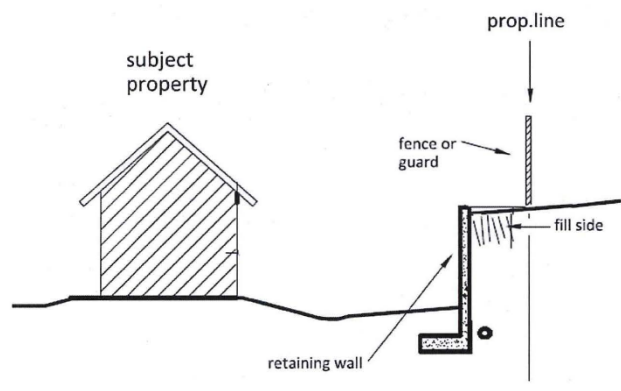 prop.line
subject
property
fence or
guard
fill side
retaining wall